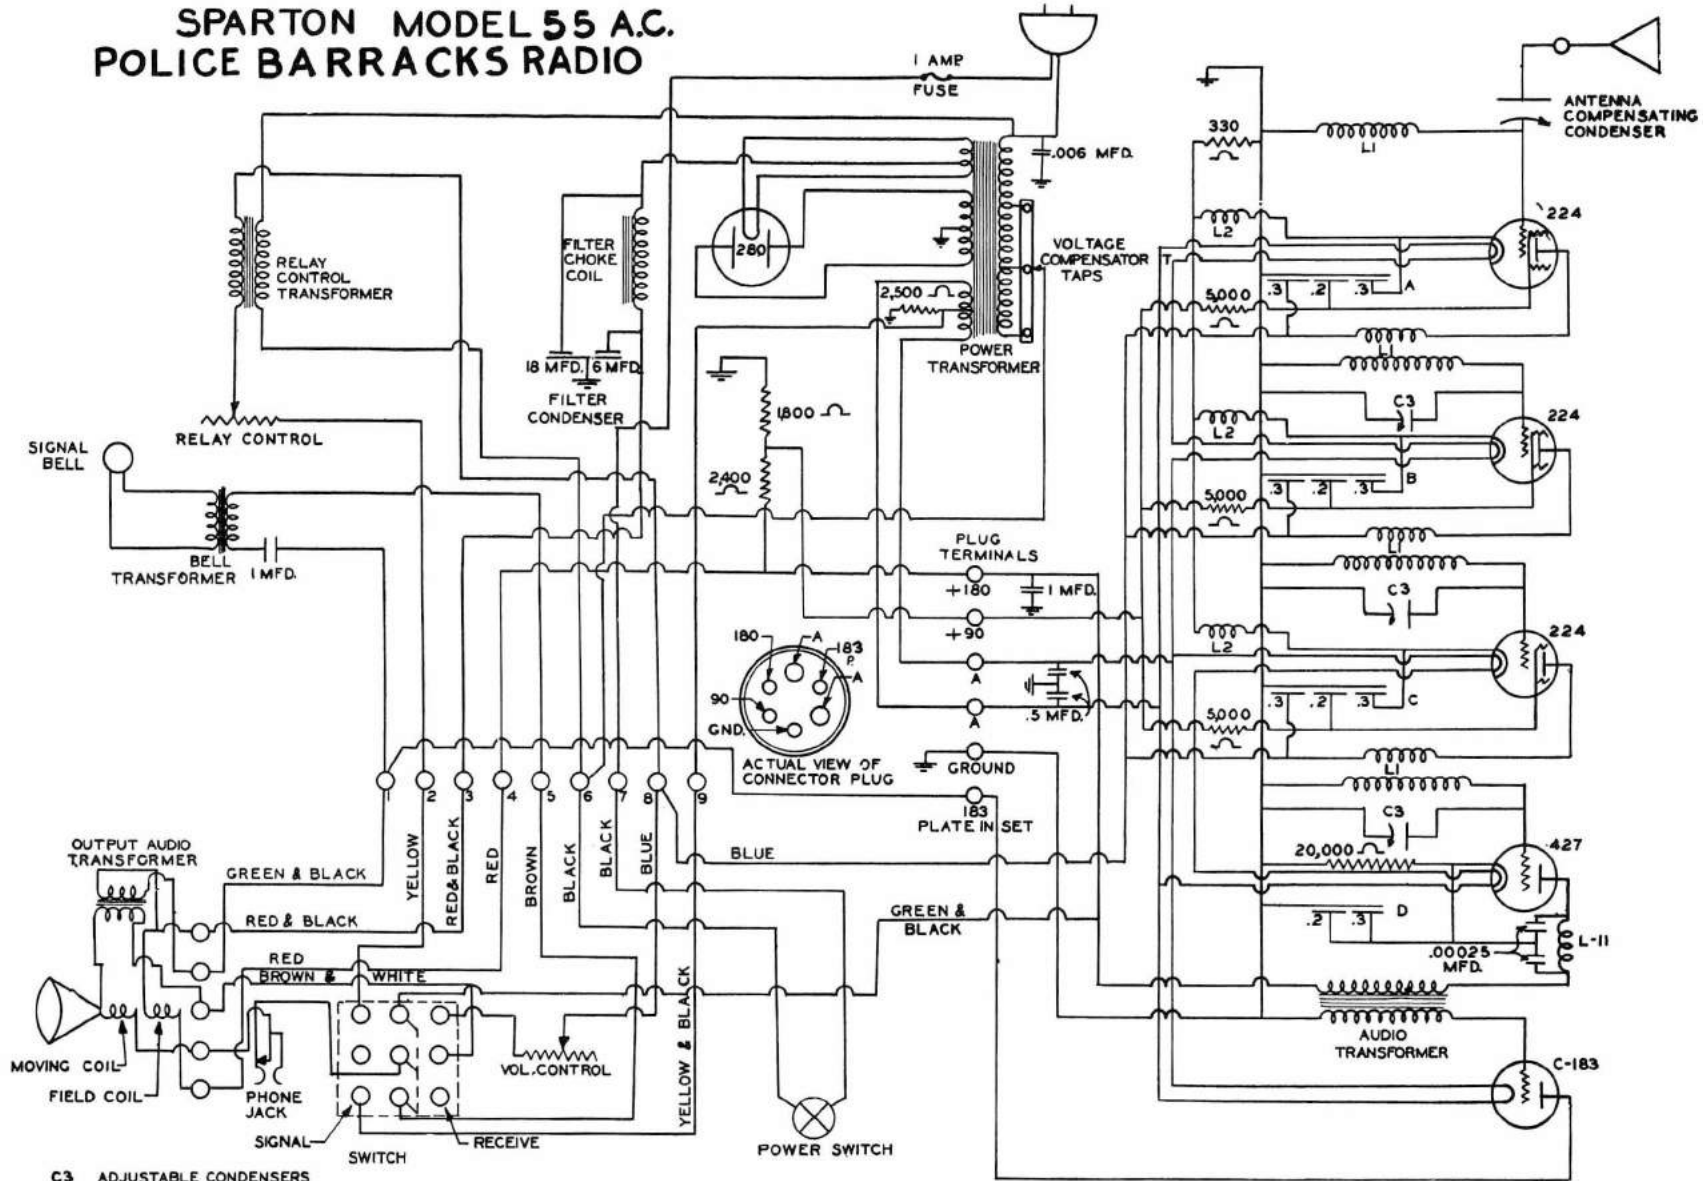 SPARTON MODEL 55 A.C.
POLICE BARRACKS RADIO
1 AMP
FUSE
ANTENNA
COMPENSATING
CONDENSER
330
L1
.006 MFD.
224
L2
FILTER
CHOKE
COIL
280
VOLTAGE
COMPENSATOR
TAPS
T
RELAY
CONTROL
TRANSFORMER
2,500
5,000
.3
.2
.3
A
L1
18 MFD.
6 MFD.
FILTER
CONDENSER
POWER
TRANSFORMER
1,800
C3
RELAY CONTROL
224
L2
SIGNAL
BELL
2,400
.3
.2
.3
B
5,000
L1
BELL
TRANSFORMER
1 MFD.
PLUG
TERMINALS
+180
1 MFD.
C3
+90
180
A
183
P.
A
90
GND.
A
224
L2
.5 MFD.
A
.3
.2
.3
C
5,000
ACTUAL VIEW OF
CONNECTOR PLUG
GROUND
L1
1
2
3
4
5
6
7
8
9
183
PLATE IN SET
C3
OUTPUT AUDIO
TRANSFORMER
20,000
427
GREEN & BLACK
YELLOW
RED&BLACK
RED
BROWN
BLACK
BLACK
BLUE
BLUE
RED & BLACK
GREEN &
BLACK
.2
.3
D
RED
BROWN & WHITE
.00025
MFD.
L-11
YELLOW & BLACK
MOVING COIL
FIELD COIL
PHONE
JACK
VOL. CONTROL
AUDIO
TRANSFORMER
C-183
SIGNAL
SWITCH
RECEIVE
POWER SWITCH
C3 ADJUSTABLE CONDENSERS